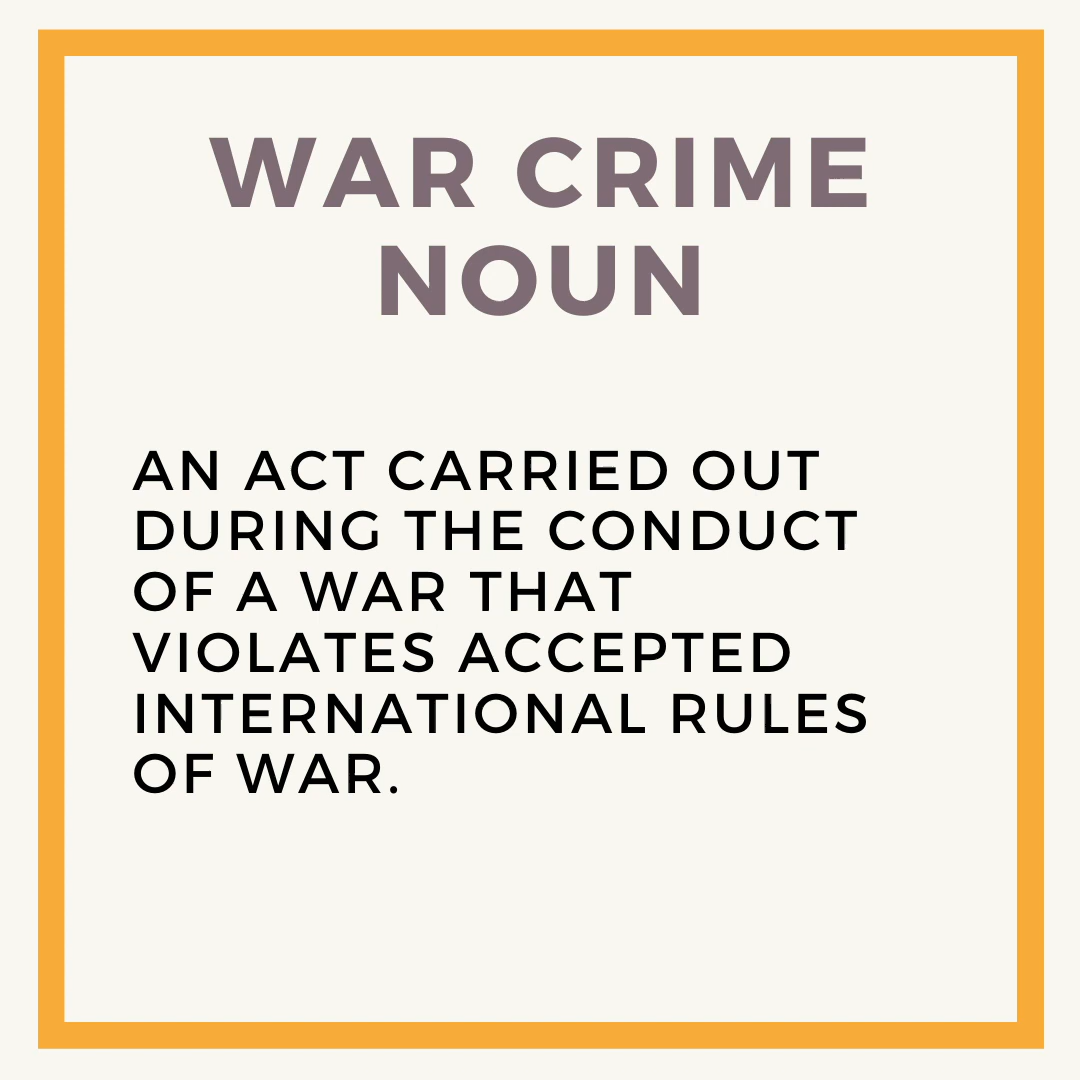 WAR CRIME
NOUN
AN ACT CARRIED OUT
DURING THE CONDUCT
OF A WAR THAT
VIOLATES ACCEPTED
INTERNATIONAL RULES
OF WAR.